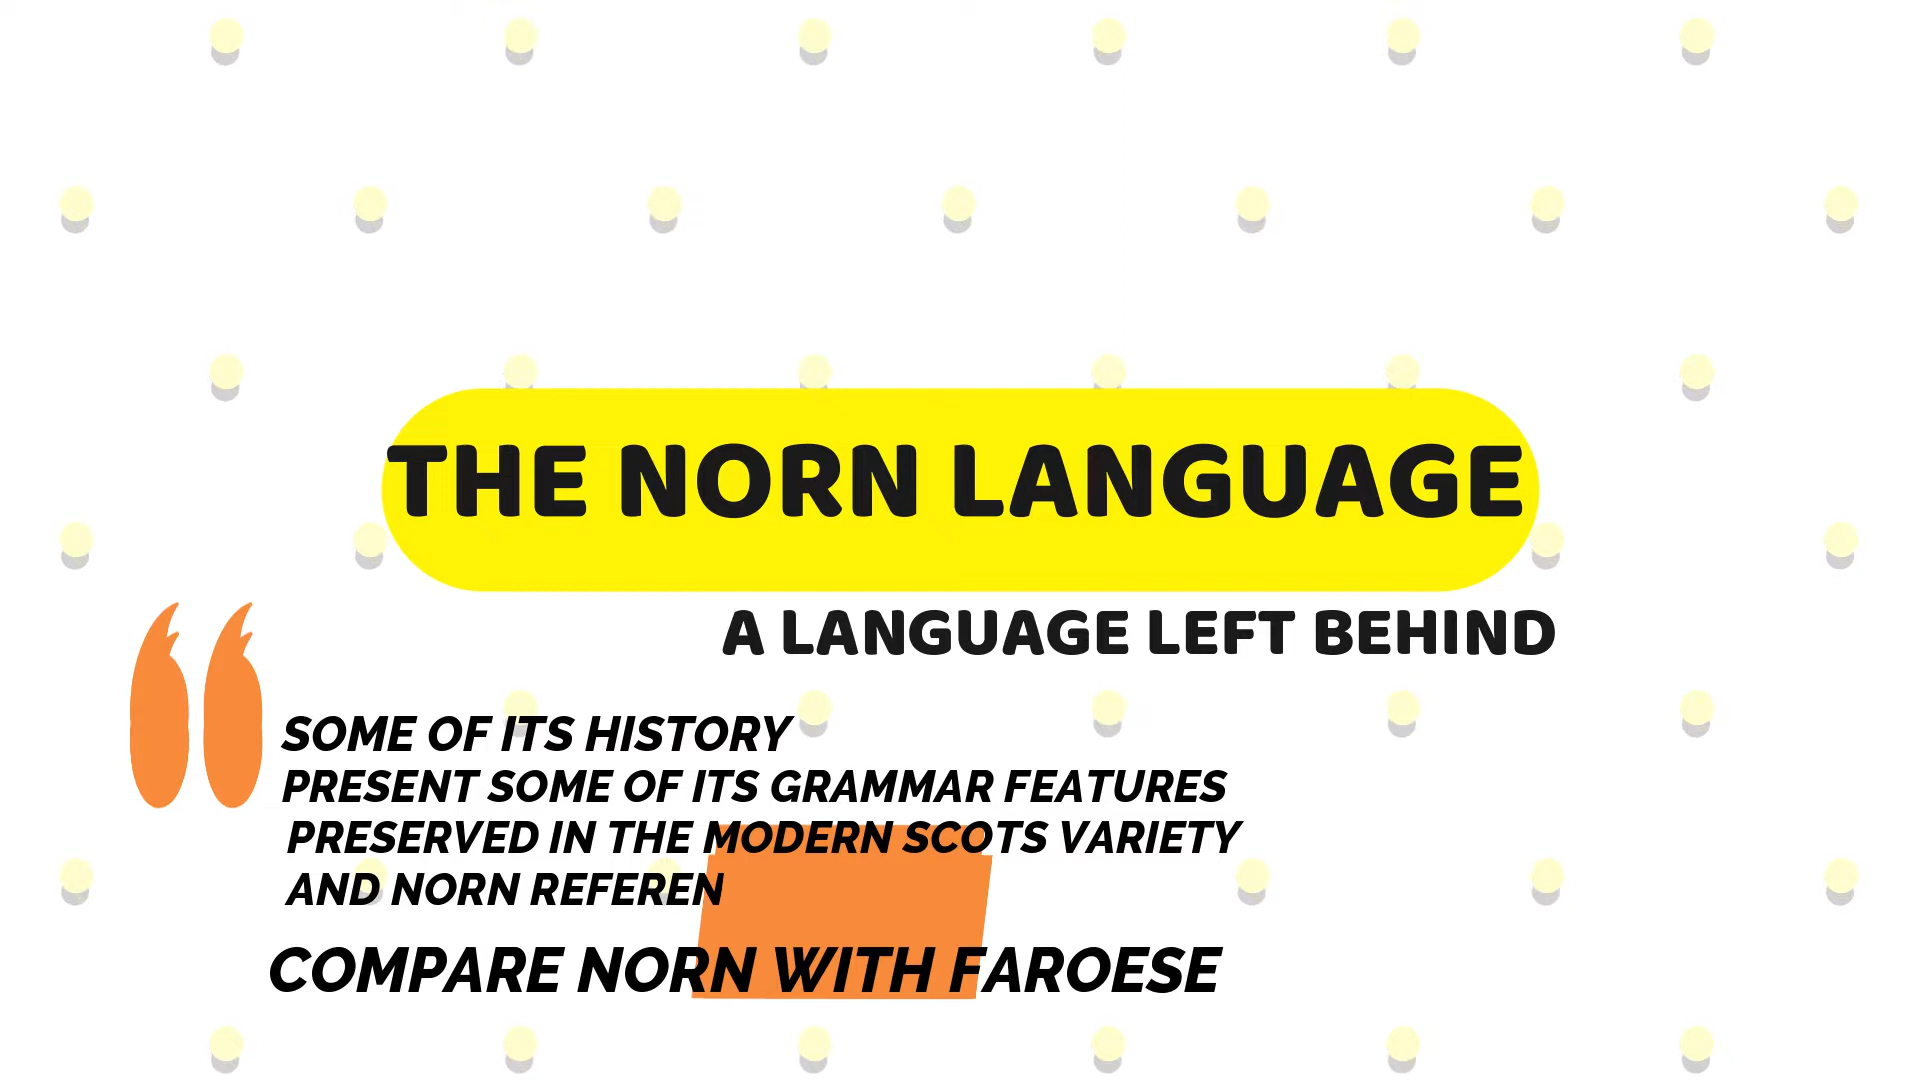 THE NORN LANGUAGE
A LANGUAGE LEFT BEHIND
SOME OF ITS HISTORY
PRESENT SOME OF ITS GRAMMAR FEATURES
PRESERVED IN THE MODERN SCOTS VARIETY
AND NORN REFEREN
COMPARE NORN WITH FAROESE